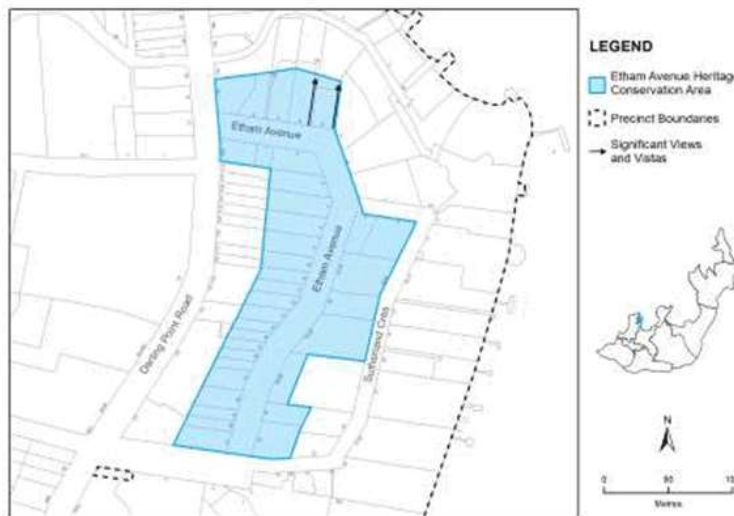 LEGEND
Etham Avenue Heritage
Conservation Area
Precinct Boundaries
Significant Views
and Vistas
Etham Avenue
Etham Avenue
Darling Point Road
Sutherland Cres
N
0
90
Metres